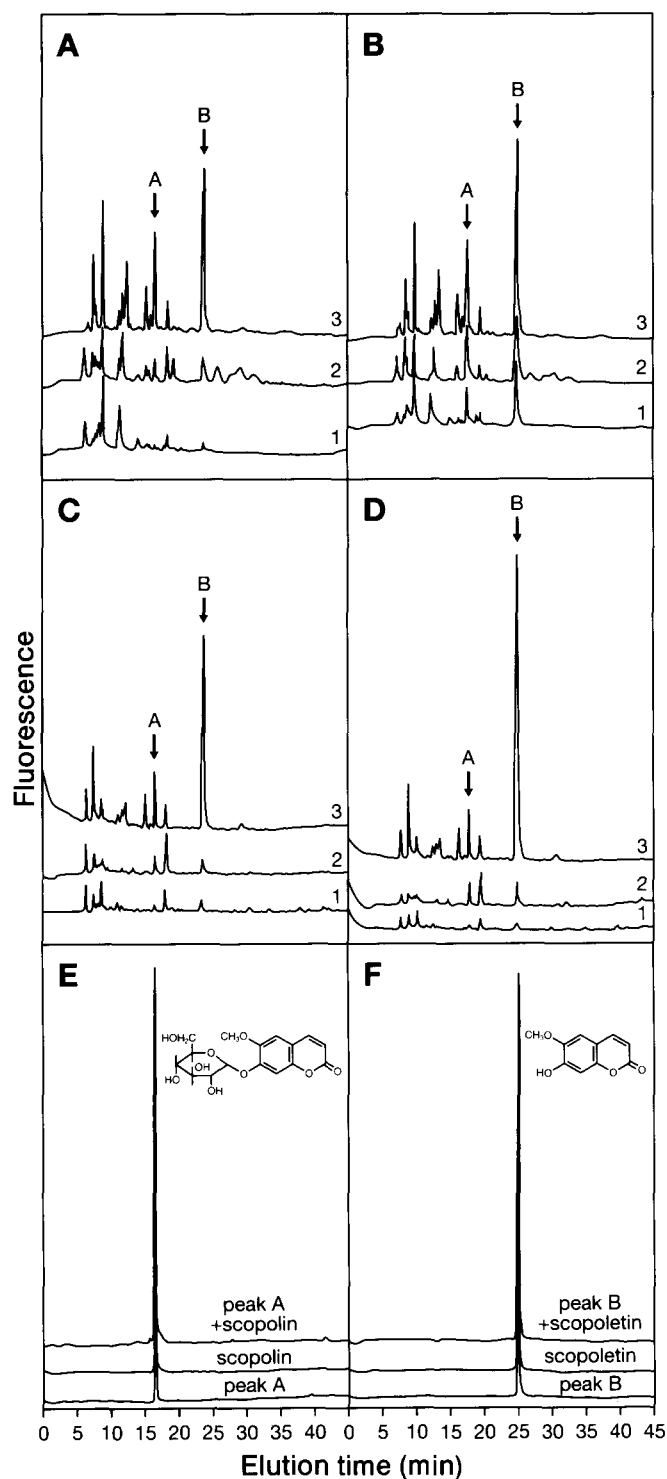 A
B
A
B
3
2
1
B
A
B
3
2
1
C
A
B
3
2
1
D
A
B
3
2
1
Fluorescence
E
HOH₂C
CH₃O
O
OH
HO
OH
O
O
O
peak A
+scopolin
scopolin
peak A
F
CH₃O
HO
O
O
peak B
+scopoletin
scopoletin
peak B
0 5 10 15 20 25 30 35 40 0 5 10 15 20 25 30 35 40 45
Elution time (min)